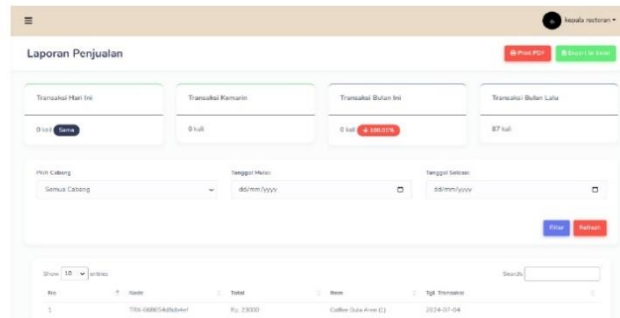 kepala restoran
Laporan Penjualan
Print PDF
Export to Excel
Transaksi Hari Ini
Transaksi Kemarin
Transaksi Bulan Ini
Transaksi Bulan Lalu
0 kali Sama
0 kali
0 kali 100.00%
87 kali
Pilih Cabang
Tanggal Mulai:
Tanggal Selesai:
Semua Cabang
dd/mm/yyyy
dd/mm/yyyy
Filter
Refresh
Show 10 entries
Search:
No
Kode
Total
Item
Tgl. Transaksi
1
Rp. 23000
Coffee Gula Aren (1)
2024-07-04